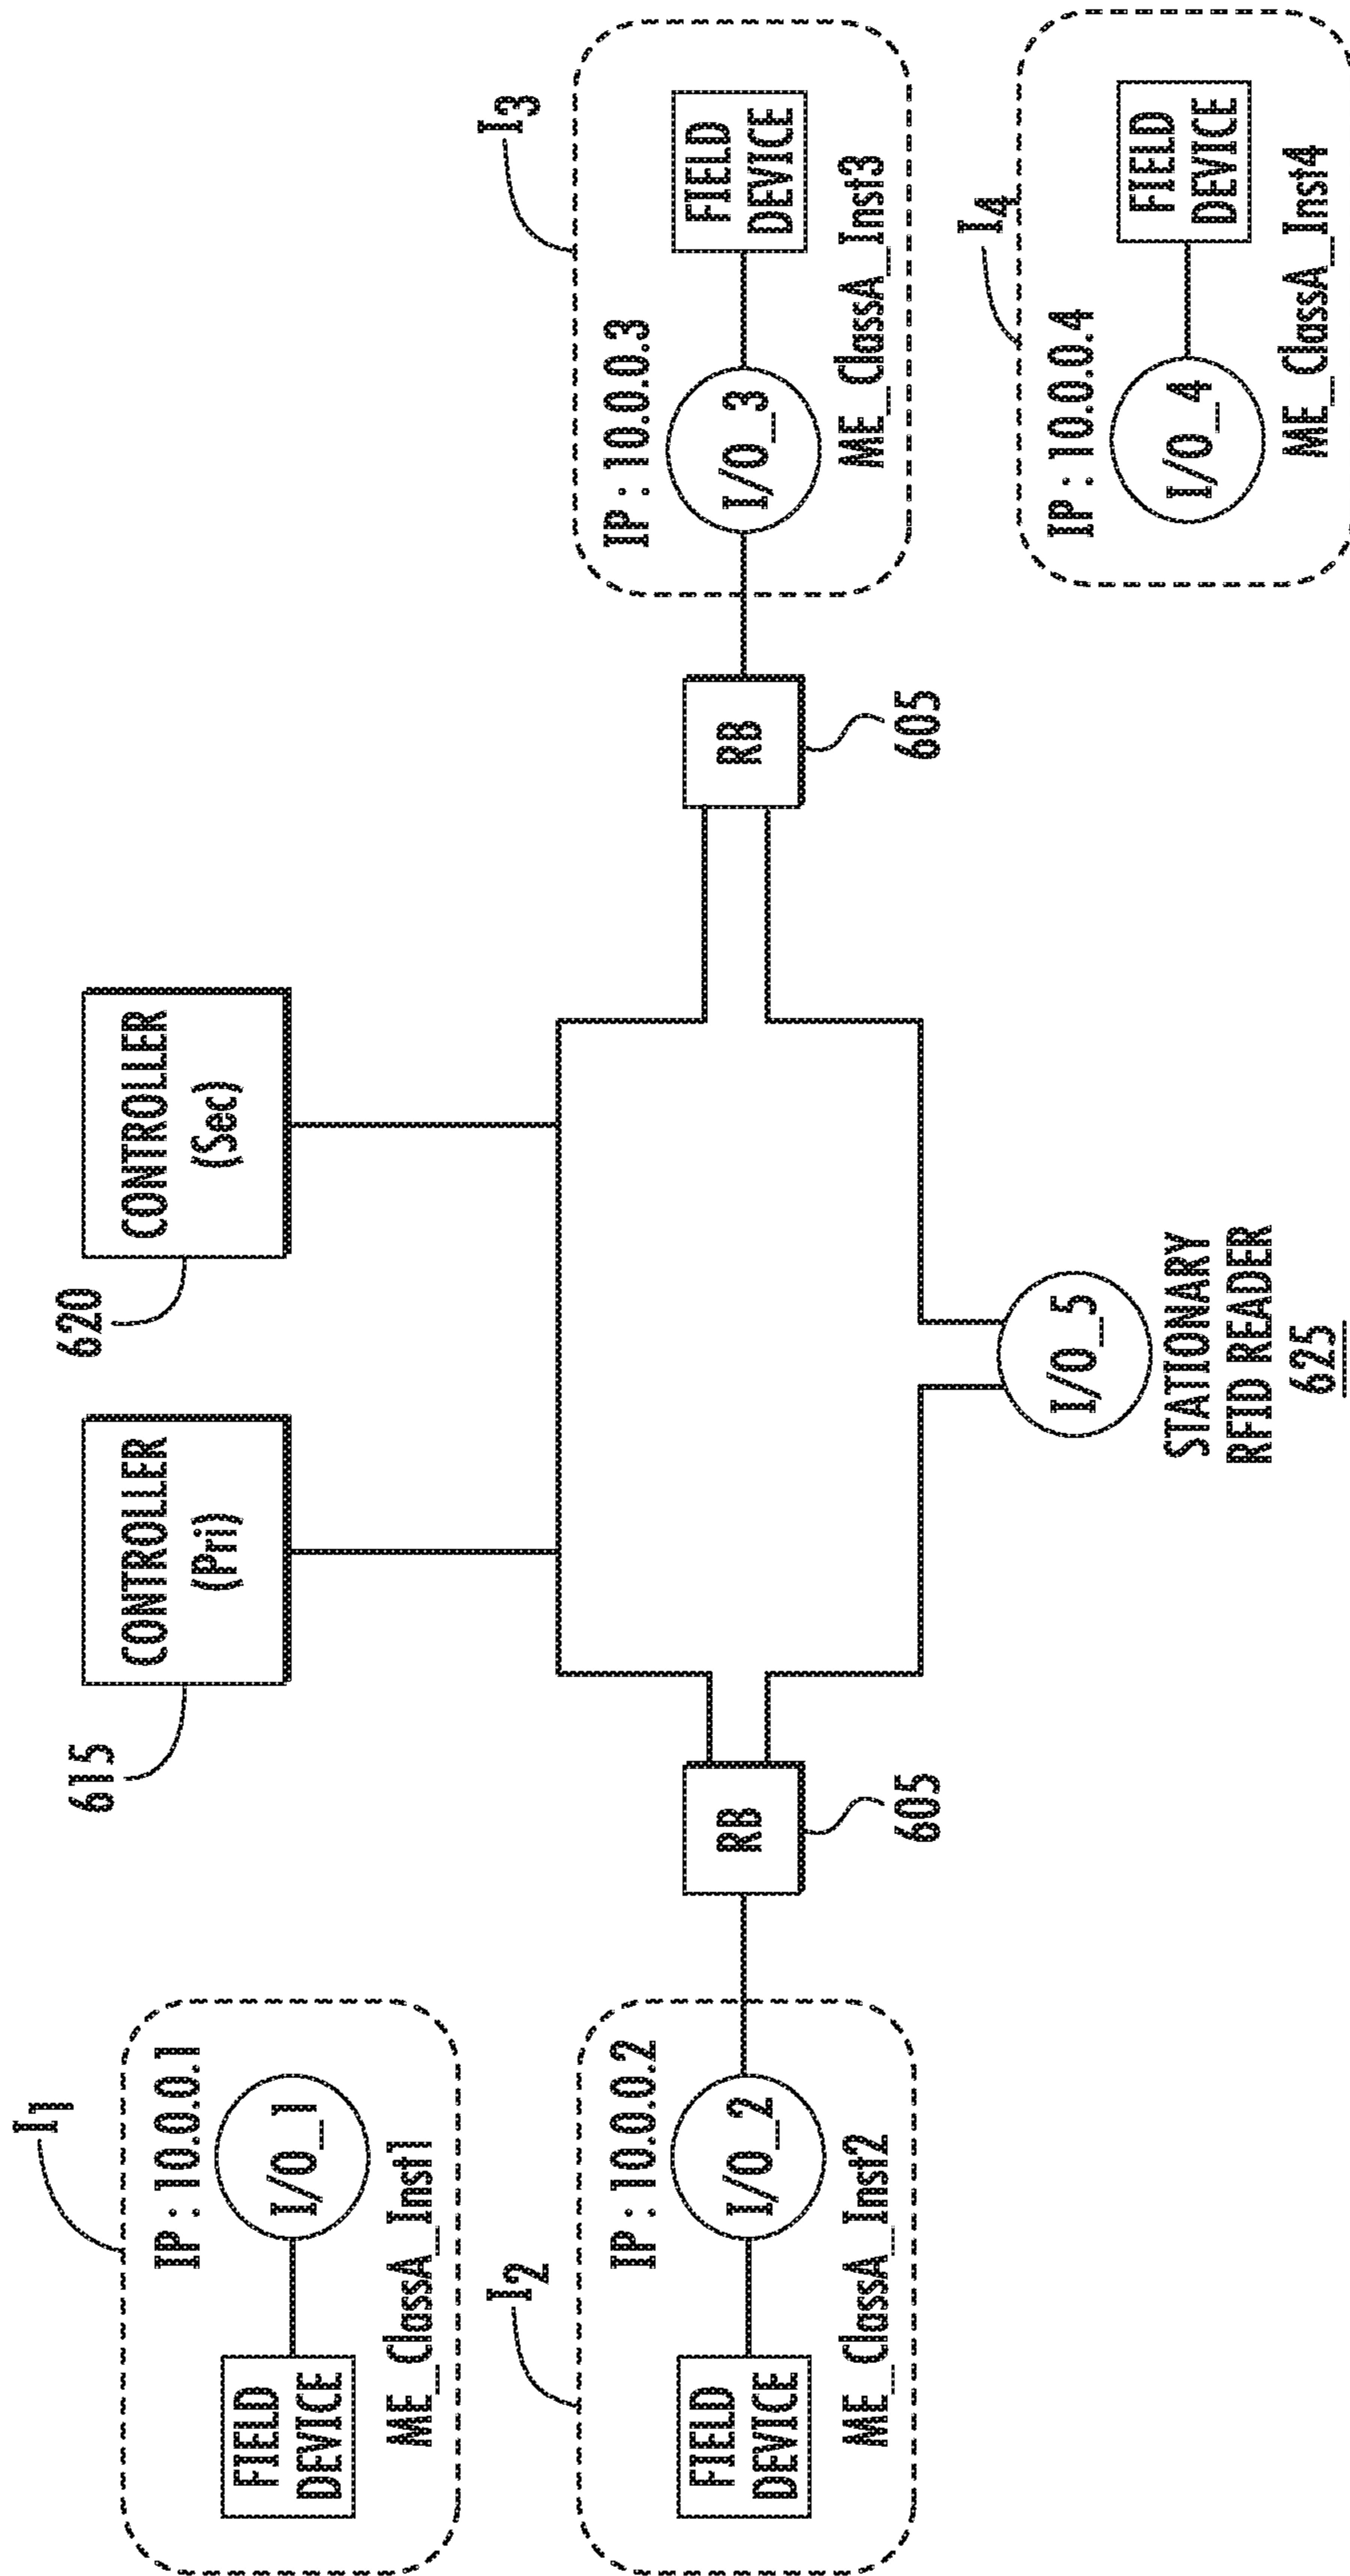 I1
IP : 10.0.0.1
I/O_1
FIELD
DEVICE
ME_ClassA_Inst1
I2
IP : 10.0.0.2
I/O_2
FIELD
DEVICE
ME_ClassA_Inst2
615
CONTROLLER
(Pri)
620
CONTROLLER
(Sec)
RB
605
RB
605
I/O_5
STATIONARY
RFID READER
625
I3
IP : 10.0.0.3
I/O_3
FIELD
DEVICE
ME_ClassA_Inst3
I4
IP : 10.0.0.4
I/O_4
FIELD
DEVICE
ME_ClassA_Inst4